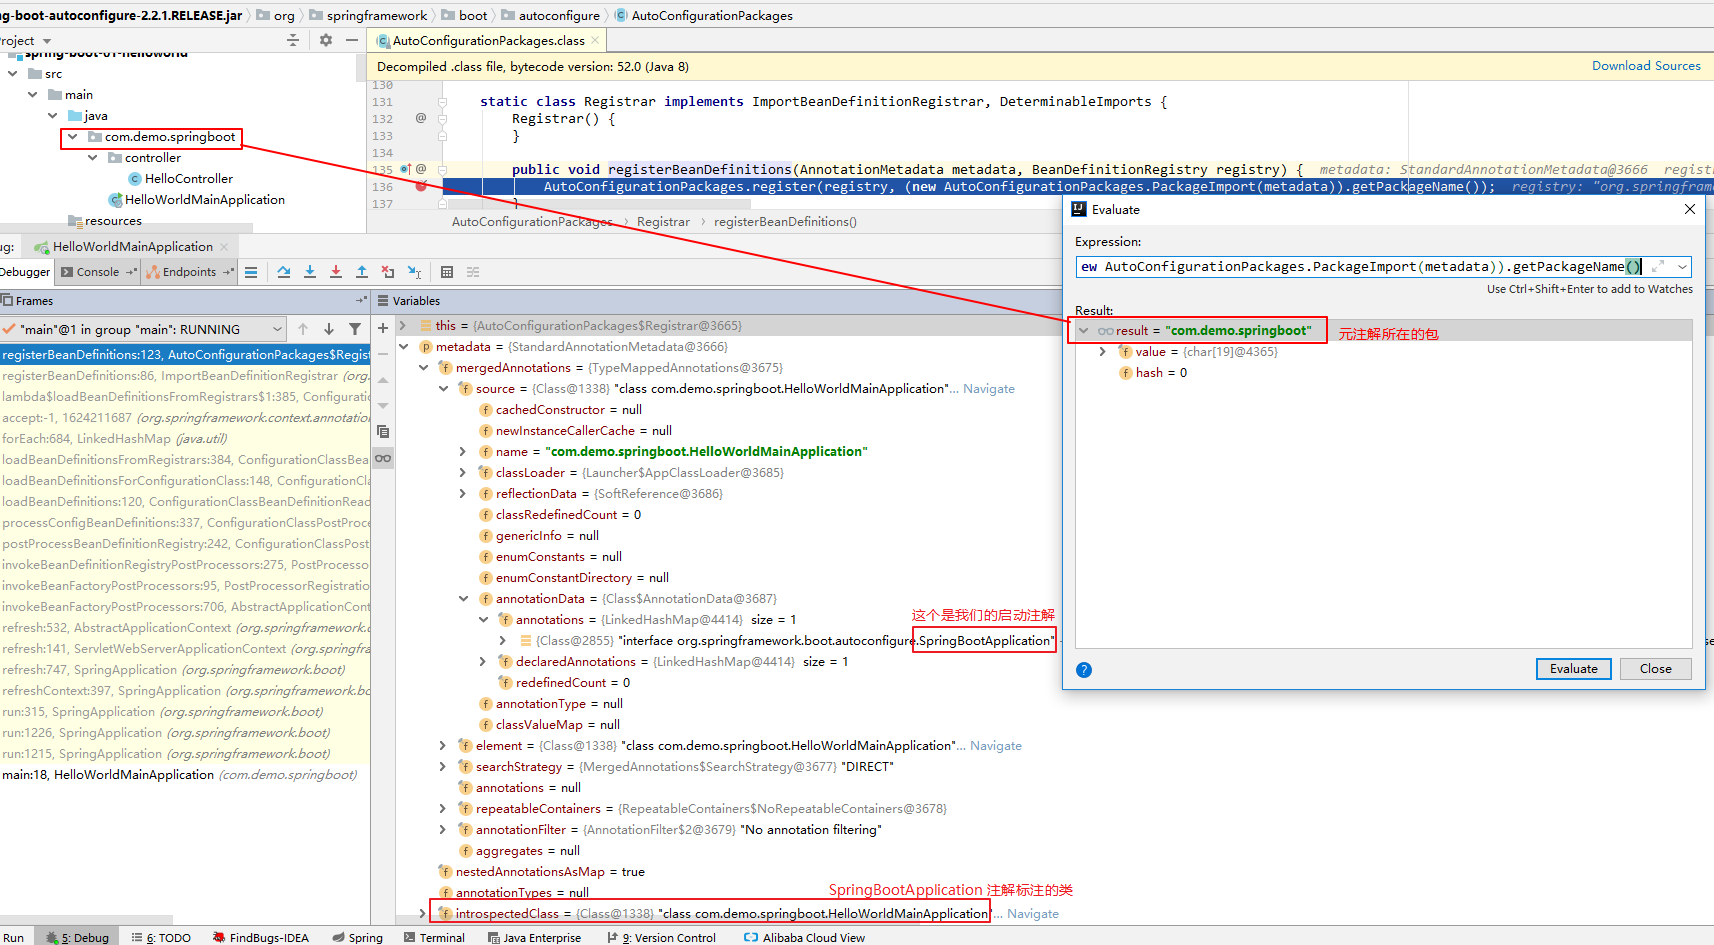 ng-boot-autoconfigure-2.2.1.RELEASE.jar org springframework boot autoconfigure AutoConfigurationPackages
roject
AutoConfigurationPackages.class
Decompiled .class file, bytecode version: 52.0 (Java 8) Download Sources
spring-boot-01-helloworld
src
main
java
com.demo.springboot
controller
HelloController
HelloWorldMainApplication
resources
130
131 static class Registrar implements ImportBeanDefinitionRegistrar, DeterminableImports {
132 @ Registrar() {
133 }
134
135 @ public void registerBeanDefinitions(AnnotationMetadata metadata, BeanDefinitionRegistry registry) { metadata: StandardAnnotationMetadata@3666 regist
136 AutoConfigurationPackages.register(registry, (new AutoConfigurationPackages.PackageImport(metadata)).getPackageName()); registry: "org.springfram
137 }
AutoConfigurationPackages › Registrar › registerBeanDefinitions()
ug: HelloWorldMainApplication
Debugger Console Endpoints
Frames
"main"@1 in group "main": RUNNING
registerBeanDefinitions:123, AutoConfigurationPackages$Regist
registerBeanDefinitions:86, ImportBeanDefinitionRegistrar (org.
lambda$loadBeanDefinitionsFromRegistrars$1:385, Configuratio
accept:-1, 1624211687 (org.springframework.context.annotation
forEach:684, LinkedHashMap (java.util)
loadBeanDefinitionsFromRegistrars:384, ConfigurationClassBea
loadBeanDefinitionsForConfigurationClass:148, ConfigurationCla
loadBeanDefinitions:120, ConfigurationClassBeanDefinitionRead
processConfigBeanDefinitions:337, ConfigurationClassPostProce
postProcessBeanDefinitionRegistry:242, ConfigurationClassPost
invokeBeanDefinitionRegistryPostProcessors:275, PostProcesso
invokeBeanFactoryPostProcessors:95, PostProcessorRegistratio
invokeBeanFactoryPostProcessors:706, AbstractApplicationCont
refresh:532, AbstractApplicationContext (org.springframework.
refresh:141, ServletWebServerApplicationContext (org.springfra
refresh:747, SpringApplication (org.springframework.boot)
refreshContext:397, SpringApplication (org.springframework.bo
run:315, SpringApplication (org.springframework.boot)
run:1226, SpringApplication (org.springframework.boot)
run:1215, SpringApplication (org.springframework.boot)
main:18, HelloWorldMainApplication (com.demo.springboot)
Variables
this = {AutoConfigurationPackages$Registrar@3665}
metadata = {StandardAnnotationMetadata@3666}
mergedAnnotations = {TypeMappedAnnotations@3675}
source = {Class@1338} "class com.demo.springboot.HelloWorldMainApplication"... Navigate
cachedConstructor = null
newInstanceCallerCache = null
name = "com.demo.springboot.HelloWorldMainApplication"
classLoader = {Launcher$AppClassLoader@3685}
reflectionData = {SoftReference@3686}
classRedefinedCount = 0
genericInfo = null
enumConstants = null
enumConstantDirectory = null
annotationData = {Class$AnnotationData@3687}
这个是我们的启动注解
annotations = {LinkedHashMap@4414} size = 1
{Class@2855} "interface org.springframework.boot.autoconfigure.SpringBootApplication"
declaredAnnotations = {LinkedHashMap@4414} size = 1
redefinedCount = 0
annotationType = null
classValueMap = null
element = {Class@1338} "class com.demo.springboot.HelloWorldMainApplication"... Navigate
searchStrategy = {MergedAnnotations$SearchStrategy@3677} "DIRECT"
annotations = null
repeatableContainers = {RepeatableContainers$NoRepeatableContainers@3678}
annotationFilter = {AnnotationFilter$2@3679} "No annotation filtering"
aggregates = null
nestedAnnotationsAsMap = true
annotationTypes = null
SpringBootApplication 注解标注的类
introspectedClass = {Class@1338} "class com.demo.springboot.HelloWorldMainApplication"... Navigate
Evaluate
Expression:
ew AutoConfigurationPackages.PackageImport(metadata)).getPackageName()
Use Ctrl+Shift+Enter to add to Watches
Result:
result = "com.demo.springboot" 元注解所在的包
value = {char[19]@4365}
hash = 0
Evaluate Close
Run 5: Debug 6: TODO FindBugs-IDEA Spring Terminal Java Enterprise 9: Version Control Alibaba Cloud View